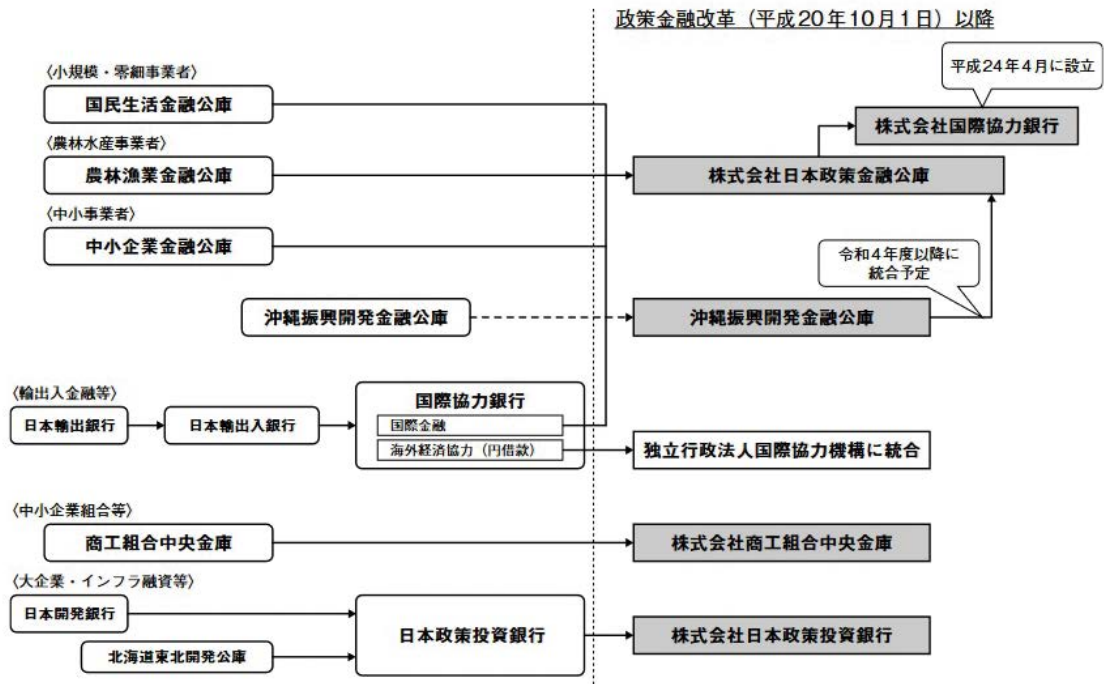 政策金融改革（平成20年10月1日）以降
平成24年4月に設立
〈小規模・零細事業者〉
国民生活金融公庫
株式会社国際協力銀行
〈農林水産事業者〉
農林漁業金融公庫
株式会社日本政策金融公庫
〈中小事業者〉
中小企業金融公庫
令和4年度以降に
統合予定
沖縄振興開発金融公庫
沖縄振興開発金融公庫
〈輸出入金融等〉
日本輸出銀行
日本輸出入銀行
国際協力銀行
国際金融
海外経済協力（円借款）
独立行政法人国際協力機構に統合
〈中小企業組合等〉
商工組合中央金庫
株式会社商工組合中央金庫
〈大企業・インフラ融資等〉
日本開発銀行
北海道東北開発公庫
日本政策投資銀行
株式会社日本政策投資銀行